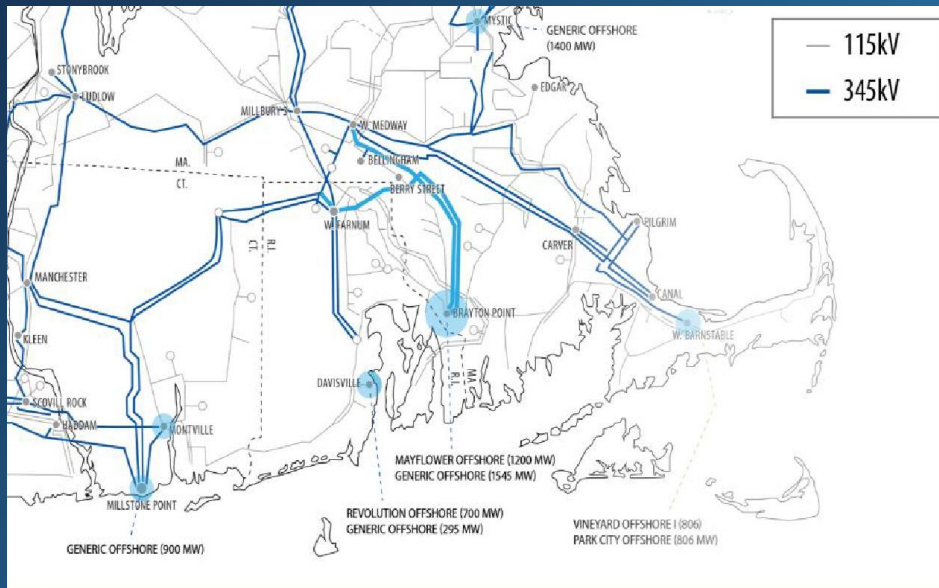 MYSTIC
GENERIC OFFSHORE
(1400 MW)
115kV
345kV
STONYBROOK
LUDLOW
EDGAR
MILLBURY 3
W. MEDWAY
BELLINGHAM
MA.
CT.
BERRY STREET
W. FARNUM
R.I.
CT.
CARVER
PILGRIM
MANCHESTER
CANAL
BRAYTON POINT
W. BARNSTABLE
KLEEN
DAVISVILLE
MA.
R.I.
SCOVILL ROCK
HADDAM
MONTVILLE
MAYFLOWER OFFSHORE (1200 MW)
GENERIC OFFSHORE (1545 MW)
MILLSTONE POINT
REVOLUTION OFFSHORE (700 MW)
GENERIC OFFSHORE (295 MW)
VINEYARD OFFSHORE I (806)
PARK CITY OFFSHORE (806 MW)
GENERIC OFFSHORE (900 MW)